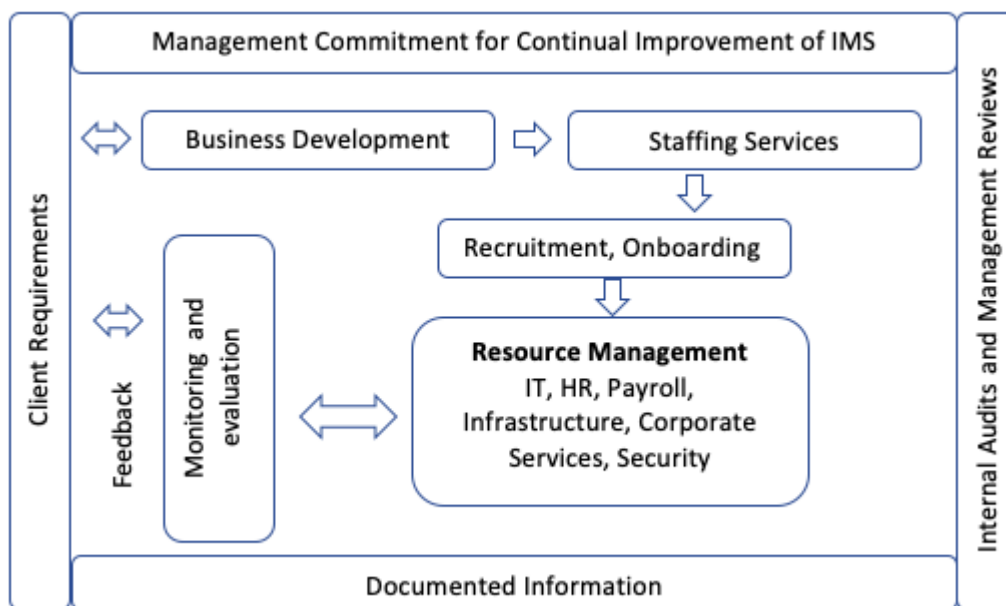 Management Commitment for Continual Improvement of IMS
Client Requirements
Business Development
Staffing Services
Recruitment, Onboarding
Feedback
Monitoring and
evaluation
Resource Management
IT, HR, Payroll,
Infrastructure, Corporate
Services, Security
Internal Audits and Management Reviews
Documented Information